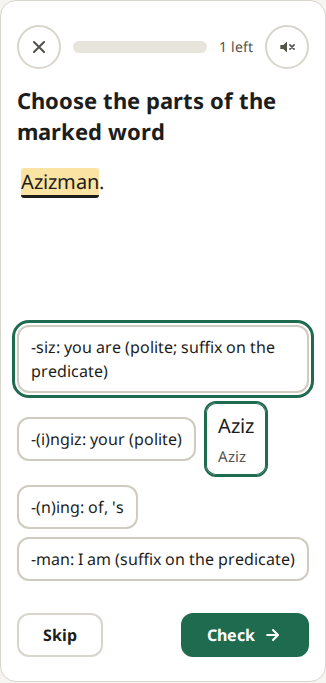 1 left
Choose the parts of the
marked word
Azizman.
-siz: you are (polite; suffix on the
predicate)
-(i)ngiz: your (polite)
Aziz
Aziz
-(n)ing: of, 's
-man: I am (suffix on the predicate)
Skip
Check →